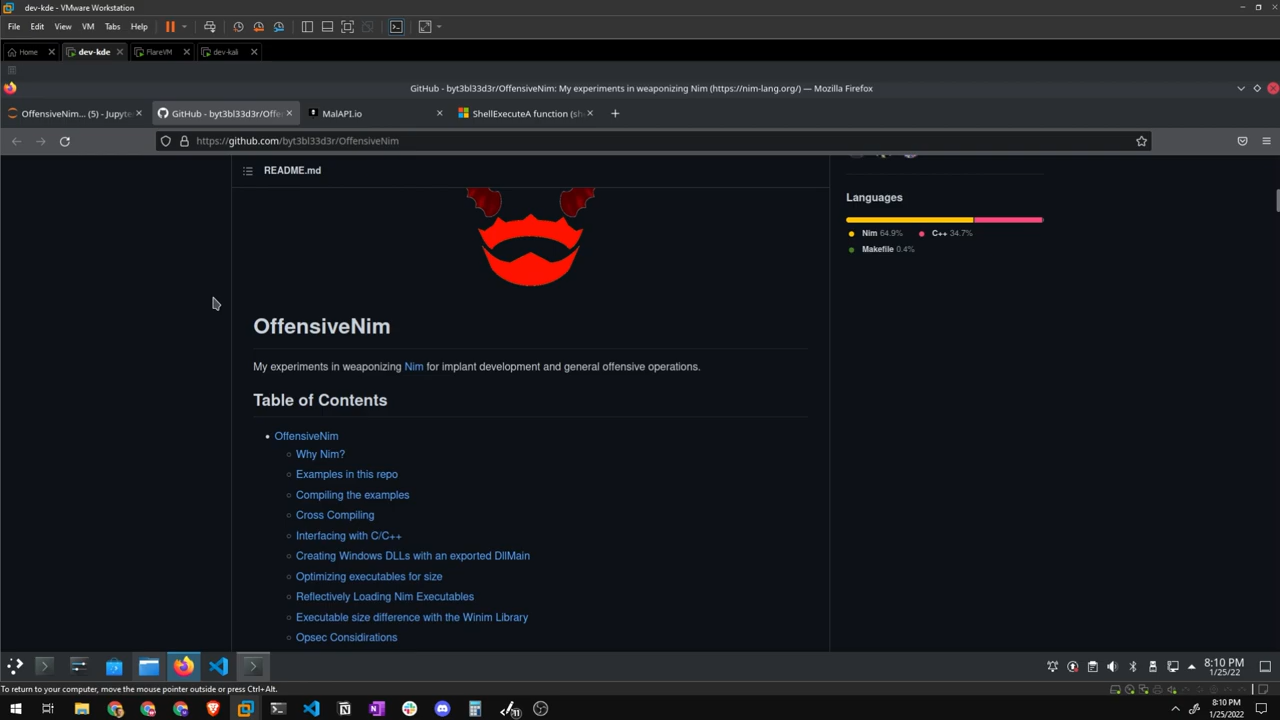 dev-kde - VMware Workstation
File Edit View VM Tabs Help
Home dev-kde FlareVM dev-kali
GitHub - byt3bl33d3r/OffensiveNim: My experiments in weaponizing Nim (https://nim-lang.org/) — Mozilla Firefox
OffensiveNim... (5) - Jupyte GitHub - byt3bl33d3r/Offe MalAPI.io ShellExecuteA function (sh
https://github.com/byt3bl33d3r/OffensiveNim
README.md
Languages
Nim 64.9% C++ 34.7%
Makefile 0.4%
OffensiveNim
My experiments in weaponizing Nim for implant development and general offensive operations.
Table of Contents
OffensiveNim
Why Nim?
Examples in this repo
Compiling the examples
Cross Compiling
Interfacing with C/C++
Creating Windows DLLs with an exported DllMain
Optimizing executables for size
Reflectively Loading Nim Executables
Executable size difference with the Winim Library
Opsec Considirations
8:10 PM
1/25/22
To return to your computer, move the mouse pointer outside or press Ctrl+Alt.
8:10 PM
1/25/2022